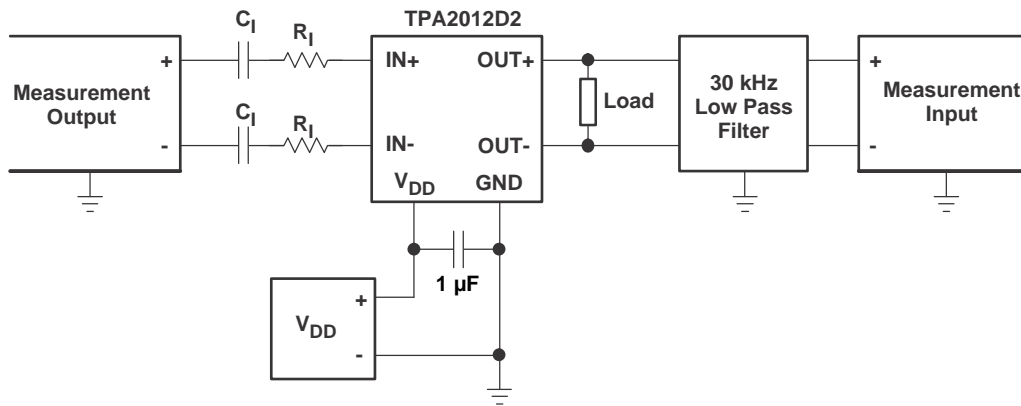 C_I
R_I
TPA2012D2
+
IN+
OUT+
+
Measurement
Output
30 kHz
Low Pass
Filter
Load
Measurement
Input
C_I
R_I
-
IN-
OUT-
-
V_DD
GND
1 µF
+
V_DD
-